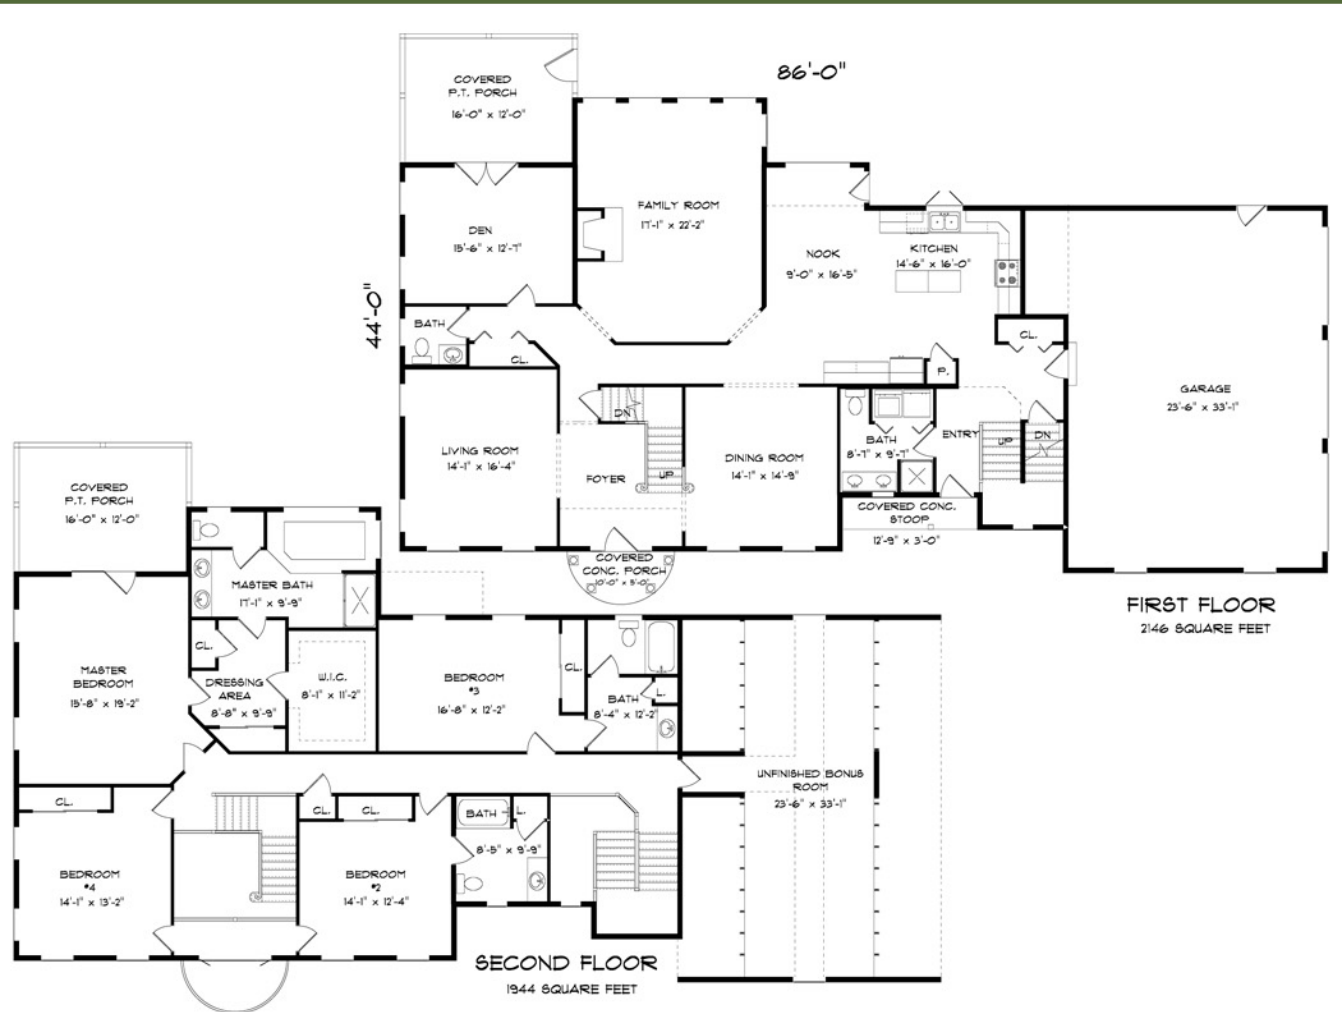 86'-0"
COVERED
P.T. PORCH
16'-0" x 12'-0"
FAMILY ROOM
17'-1" x 22'-2"
DEN
15'-6" x 12'-7"
NOOK
9'-0" x 16'-5"
KITCHEN
14'-6" x 16'-0"
44'-0"
BATH
CL.
CL.
P.
GARAGE
23'-6" x 33'-1"
DN
LIVING ROOM
14'-1" x 16'-4"
FOYER
UP
DINING ROOM
14'-1" x 14'-9"
BATH
8'-7" x 9'-7"
ENTRY
UP
DN
COVERED CONC.
STOOP
12'-9" x 3'-0"
COVERED
CONC. PORCH
10'-0" x 5'-0"
FIRST FLOOR
2146 SQUARE FEET
COVERED
P.T. PORCH
16'-0" x 12'-0"
MASTER BATH
17'-1" x 9'-9"
CL.
MASTER
BEDROOM
15'-8" x 19'-2"
DRESSING
AREA
8'-8" x 9'-9"
W.I.C.
8'-1" x 11'-2"
BEDROOM
#3
16'-8" x 12'-2"
CL.
BATH
L.
8'-4" x 12'-2"
UNFINISHED BONUS
ROOM
23'-6" x 33'-1"
CL.
CL.
CL.
BATH
L.
8'-5" x 9'-9"
BEDROOM
#4
14'-1" x 13'-2"
BEDROOM
#2
14'-1" x 12'-4"
SECOND FLOOR
1944 SQUARE FEET